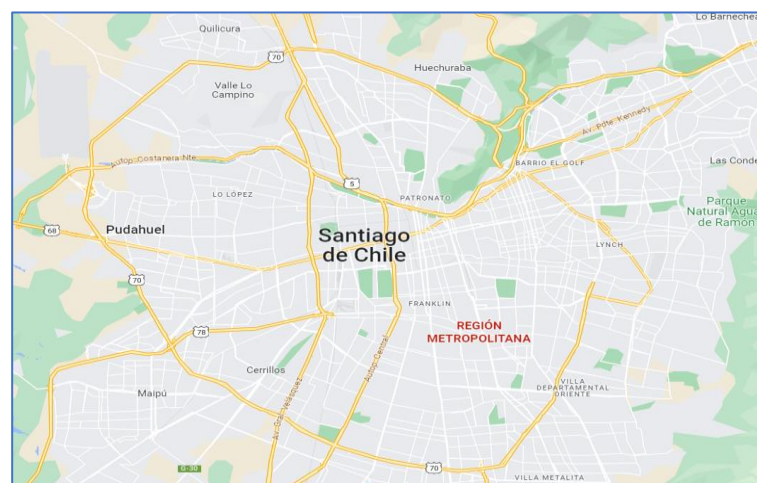 Lo Barnechea
Quilicura
70
Huechuraba
Valle Lo
Campino
Av. Pdte. Kennedy
Autop. Costanera Nte.
BARRIO EL GOLF
Las Conde
5
LO LÓPEZ
PATRONATO
Parque
Natural Agua
de Ramón
68
Pudahuel
Santiago
de Chile
LYNCH
70
FRANKLIN
REGIÓN
METROPOLITANA
78
Autop. Central
Cerrillos
VILLA
DEPARTAMENTAL
ORIENTE
Maipú
Av. Gral. Velásquez
G-30
70
VILLA METALITA